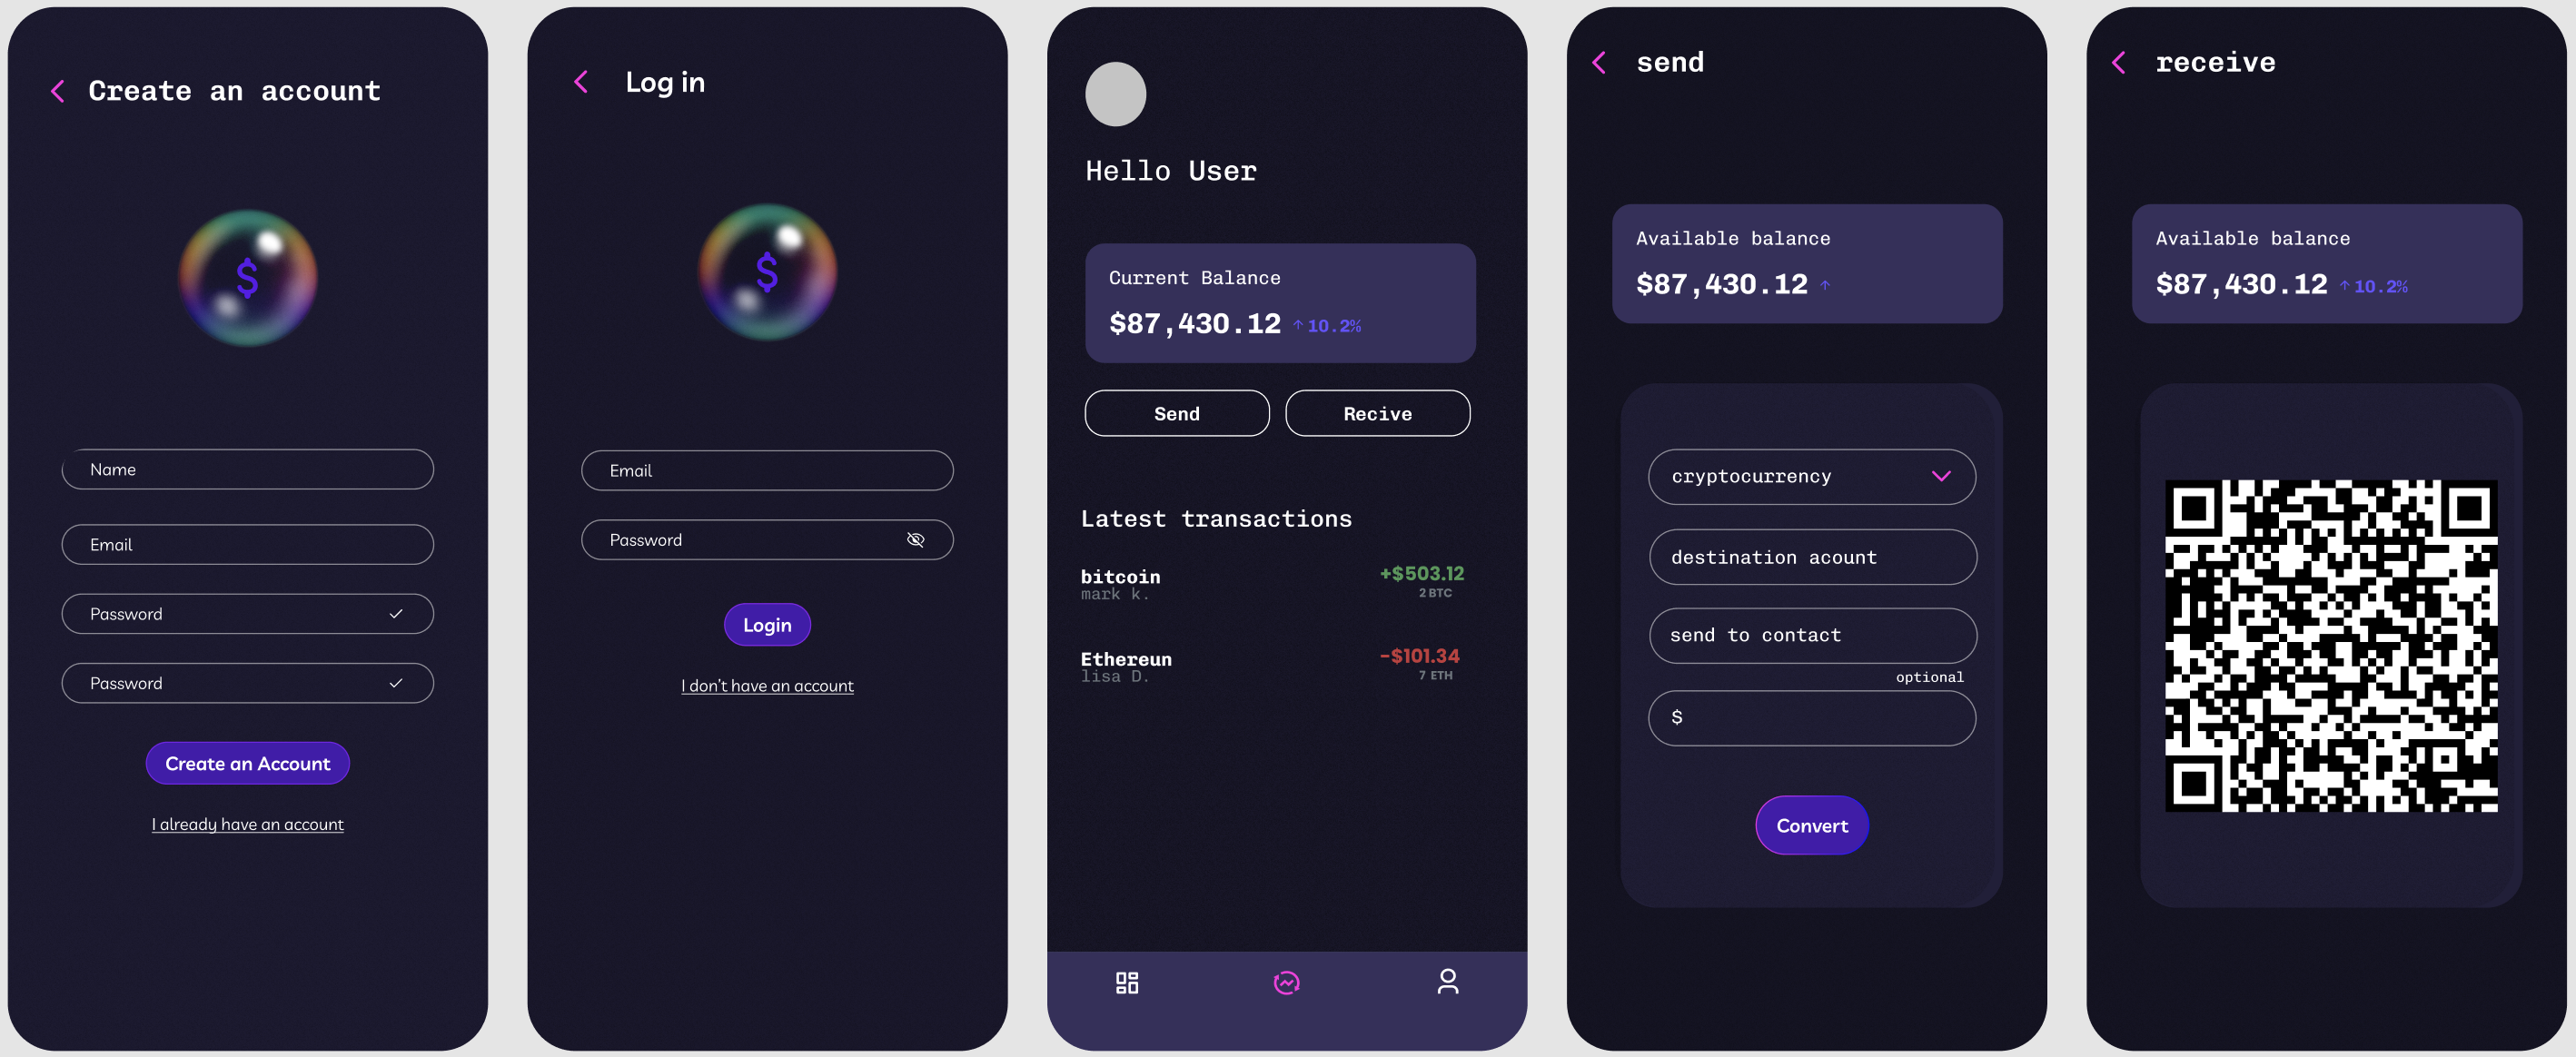 Create an account
$
Name
Email
Password
Password
Create an Account
I already have an account
Log in
$
Email
Password
Login
I don't have an account
Hello User
Current Balance
$87,430.12 ↑ 10.2%
Send
Recive
Latest transactions
bitcoin
+$503.12
mark k.
2 BTC
Ethereun
-$101.34
lisa D.
7 ETH
send
Available balance
$87,430.12 ↑
cryptocurrency
destination acount
send to contact
optional
$
Convert
receive
Available balance
$87,430.12 ↑ 10.2%